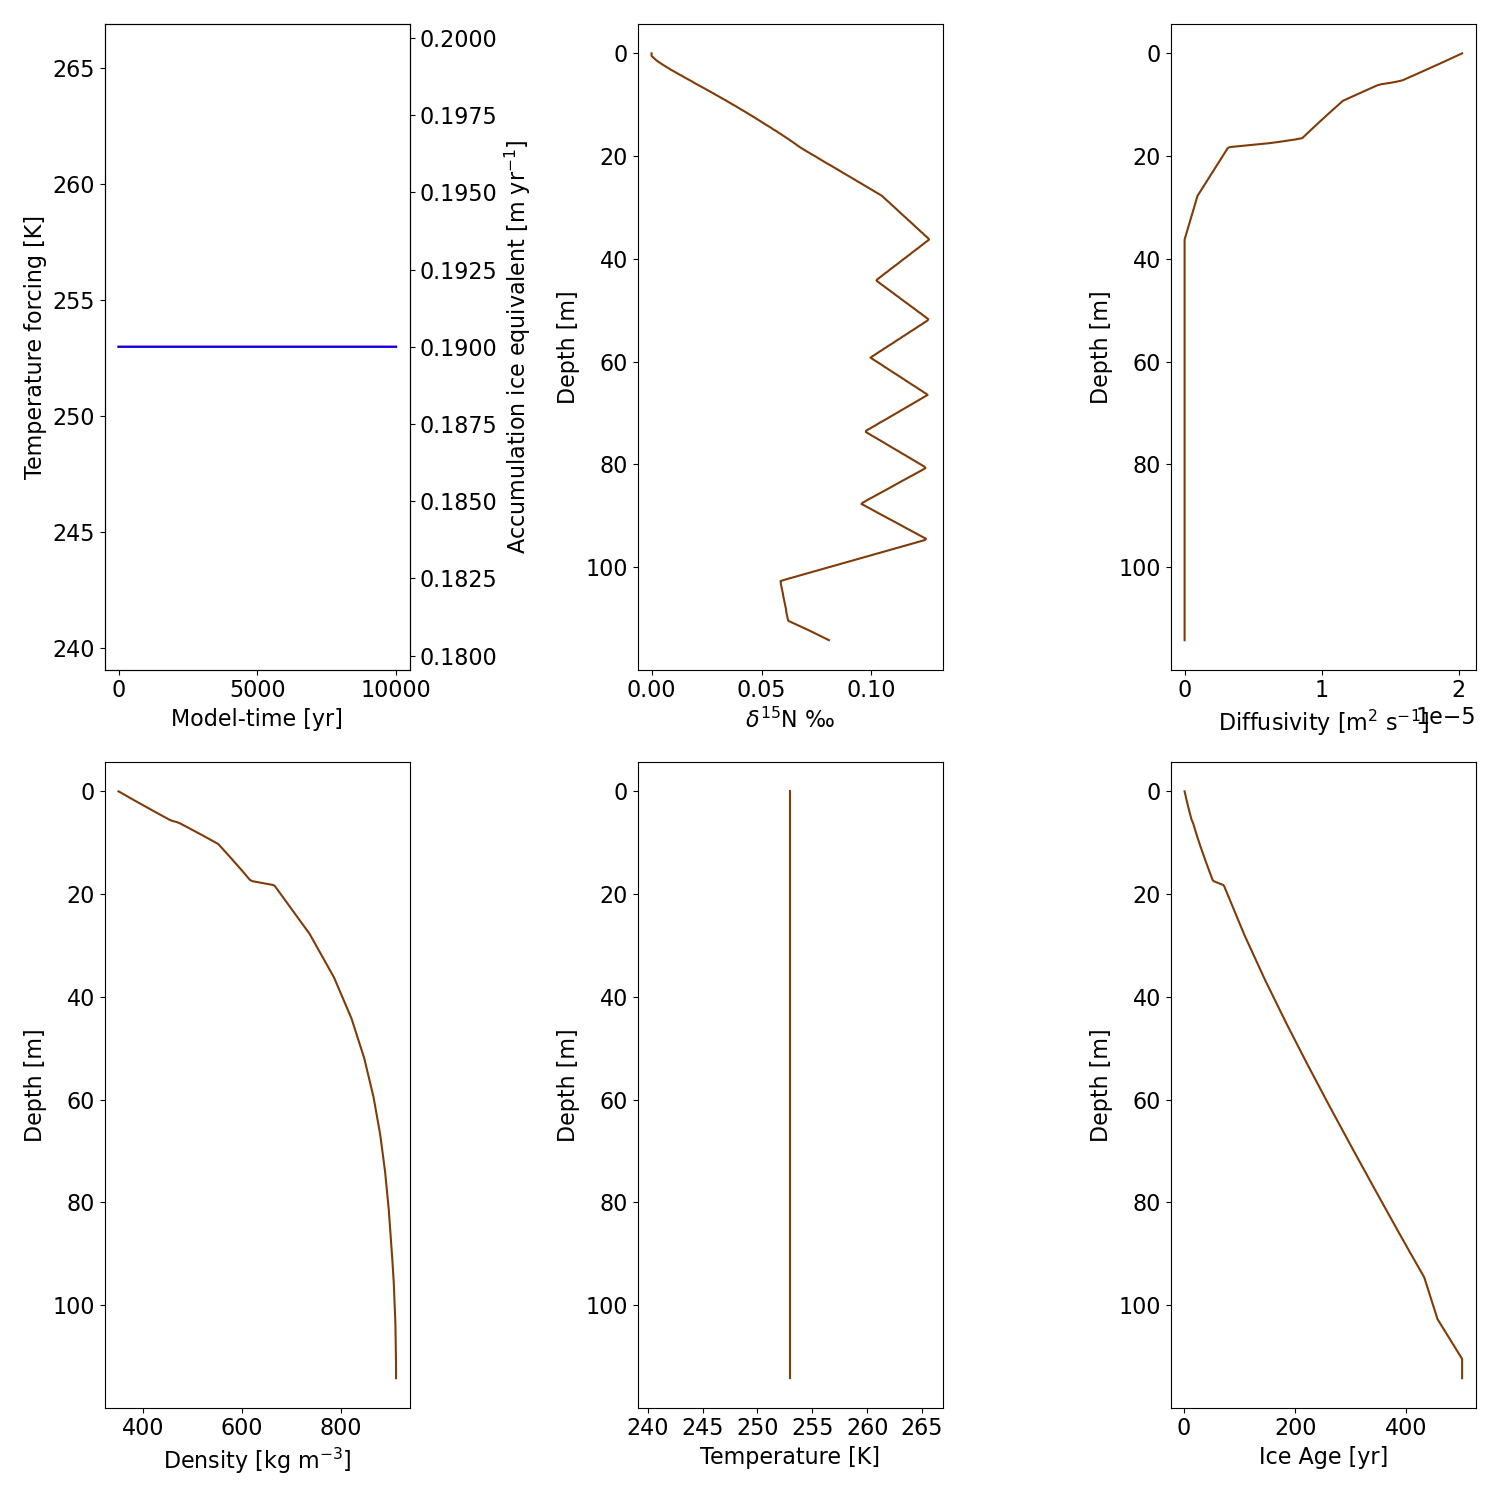 265
260
255
250
245
240
Temperature forcing [K]
0.2000
0.1975
0.1950
0.1925
0.1900
0.1875
0.1850
0.1825
0.1800
Accumulation ice equivalent [m yr⁻¹]
0 5000 10000
Model-time [yr]
0
20
40
60
80
100
Depth [m]
0.00 0.05 0.10
δ¹⁵N ‰
0
20
40
60
80
100
Depth [m]
0 1 2
Diffusivity [m² s⁻¹]
1e−5
0
20
40
60
80
100
Depth [m]
400 600 800
Density [kg m⁻³]
0
20
40
60
80
100
Depth [m]
240 245 250 255 260 265
Temperature [K]
0
20
40
60
80
100
Depth [m]
0 200 400
Ice Age [yr]